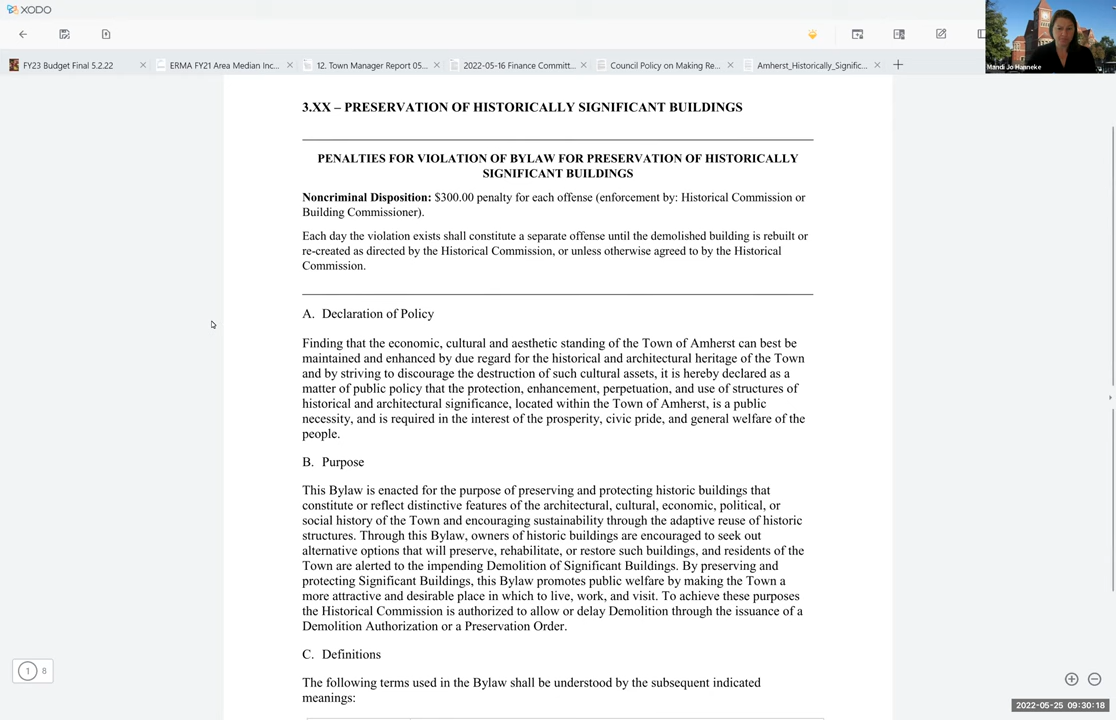 XODO
FY23 Budget Final 5.2.22
ERMA FY21 Area Median Inc...
12. Town Manager Report 05...
2022-05-16 Finance Committ...
Council Policy on Making Re...
Amherst_Historically_Signific...
Mandi Jo Hanneke
3.XX – PRESERVATION OF HISTORICALLY SIGNIFICANT BUILDINGS
PENALTIES FOR VIOLATION OF BYLAW FOR PRESERVATION OF HISTORICALLY
SIGNIFICANT BUILDINGS
Noncriminal Disposition: $300.00 penalty for each offense (enforcement by: Historical Commission or
Building Commissioner).
Each day the violation exists shall constitute a separate offense until the demolished building is rebuilt or
re-created as directed by the Historical Commission, or unless otherwise agreed to by the Historical
Commission.
A. Declaration of Policy
Finding that the economic, cultural and aesthetic standing of the Town of Amherst can best be
maintained and enhanced by due regard for the historical and architectural heritage of the Town
and by striving to discourage the destruction of such cultural assets, it is hereby declared as a
matter of public policy that the protection, enhancement, perpetuation, and use of structures of
historical and architectural significance, located within the Town of Amherst, is a public
necessity, and is required in the interest of the prosperity, civic pride, and general welfare of the
people.
B. Purpose
This Bylaw is enacted for the purpose of preserving and protecting historic buildings that
constitute or reflect distinctive features of the architectural, cultural, economic, political, or
social history of the Town and encouraging sustainability through the adaptive reuse of historic
structures. Through this Bylaw, owners of historic buildings are encouraged to seek out
alternative options that will preserve, rehabilitate, or restore such buildings, and residents of the
Town are alerted to the impending Demolition of Significant Buildings. By preserving and
protecting Significant Buildings, this Bylaw promotes public welfare by making the Town a
more attractive and desirable place in which to live, work, and visit. To achieve these purposes
the Historical Commission is authorized to allow or delay Demolition through the issuance of a
Demolition Authorization or a Preservation Order.
C. Definitions
The following terms used in the Bylaw shall be understood by the subsequent indicated
meanings:
1 8
2022-05-25 09:30:18